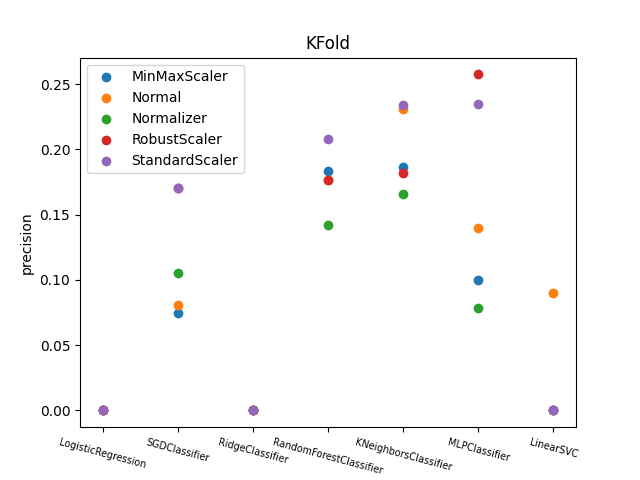 KFold
MinMaxScaler
Normal
Normalizer
RobustScaler
StandardScaler
precision
0.25
0.20
0.15
0.10
0.05
0.00
LogisticRegression
SGDClassifier
RidgeClassifier
RandomForestClassifier
KNeighborsClassifier
MLPClassifier
LinearSVC